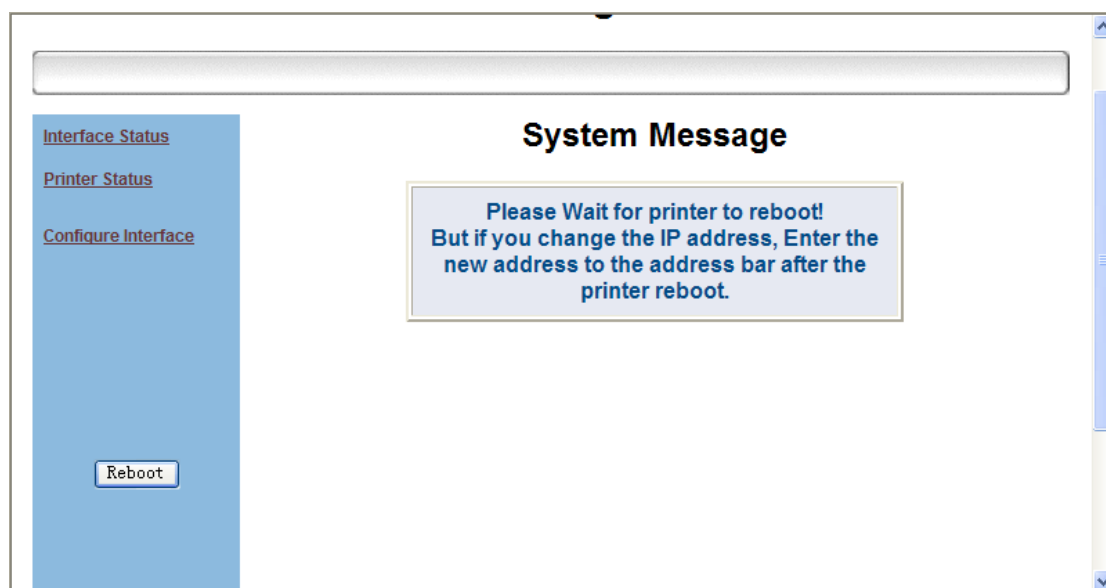 Interface Status
Printer Status
Configure Interface
Reboot
System Message
Please Wait for printer to reboot!
But if you change the IP address, Enter the
new address to the address bar after the
printer reboot.